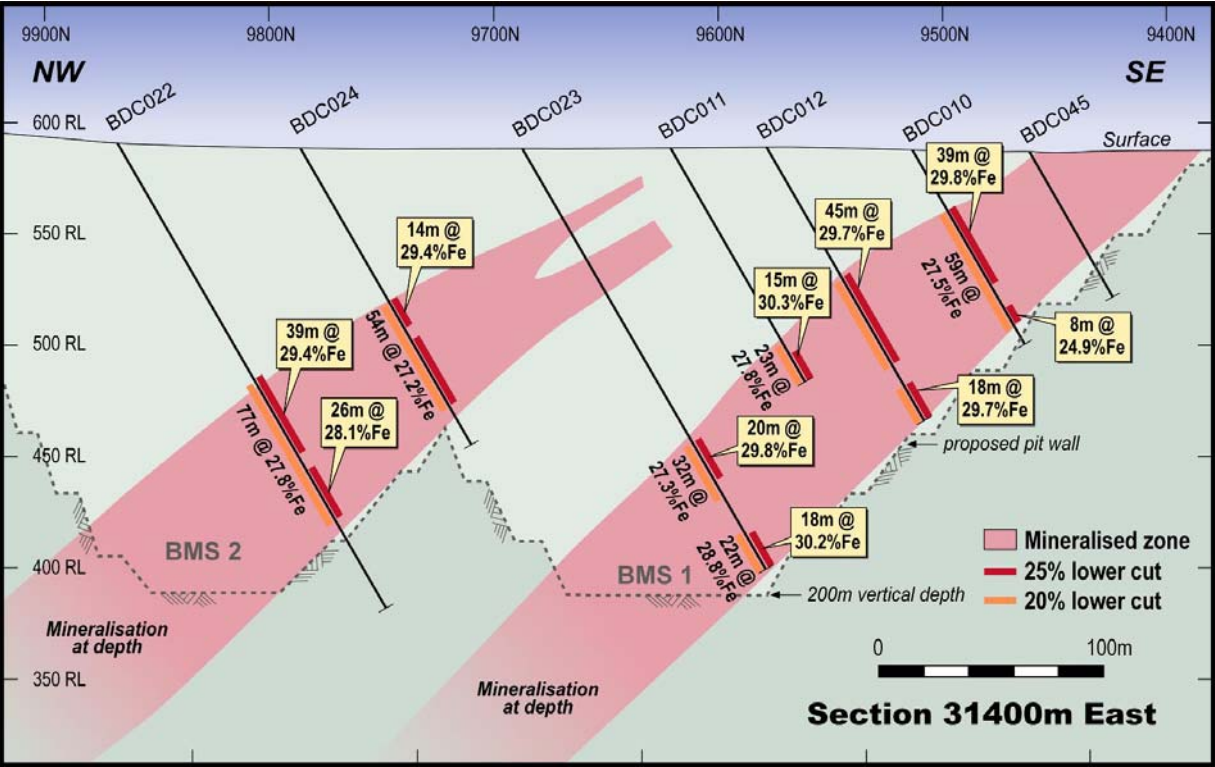 9900N
9800N
9700N
9600N
9500N
9400N
NW
SE
BDC022
BDC024
BDC023
BDC011
BDC012
BDC010
BDC045
600 RL
Surface
39m @
29.8%Fe
45m @
29.7%Fe
14m @
29.4%Fe
550 RL
59m @
27.5%Fe
15m @
30.3%Fe
8m @
24.9%Fe
500 RL
39m @
29.4%Fe
54m @ 27.2%Fe
23m @
27.8%Fe
18m @
29.7%Fe
26m @
28.1%Fe
77m @ 27.8%Fe
20m @
29.8%Fe
proposed pit wall
450 RL
32m @
27.3%Fe
18m @
30.2%Fe
22m @
28.8%Fe
BMS 2
BMS 1
400 RL
200m vertical depth
Mineralised zone
25% lower cut
20% lower cut
Mineralisation
at depth
0
100m
350 RL
Mineralisation
at depth
Section 31400m East